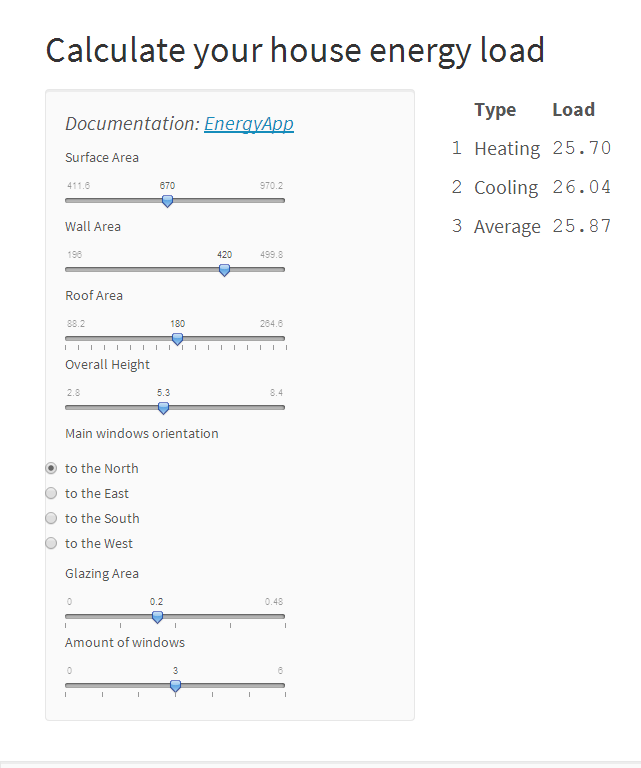 Calculate your house energy load
Documentation: EnergyApp
Surface Area
411.6 670 970.2
Wall Area
196 420 499.8
Roof Area
88.2 180 264.6
Overall Height
2.8 5.3 8.4
Main windows orientation
to the North
to the East
to the South
to the West
Glazing Area
0 0.2 0.48
Amount of windows
0 3 6
Type Load
1 Heating 25.70
2 Cooling 26.04
3 Average 25.87